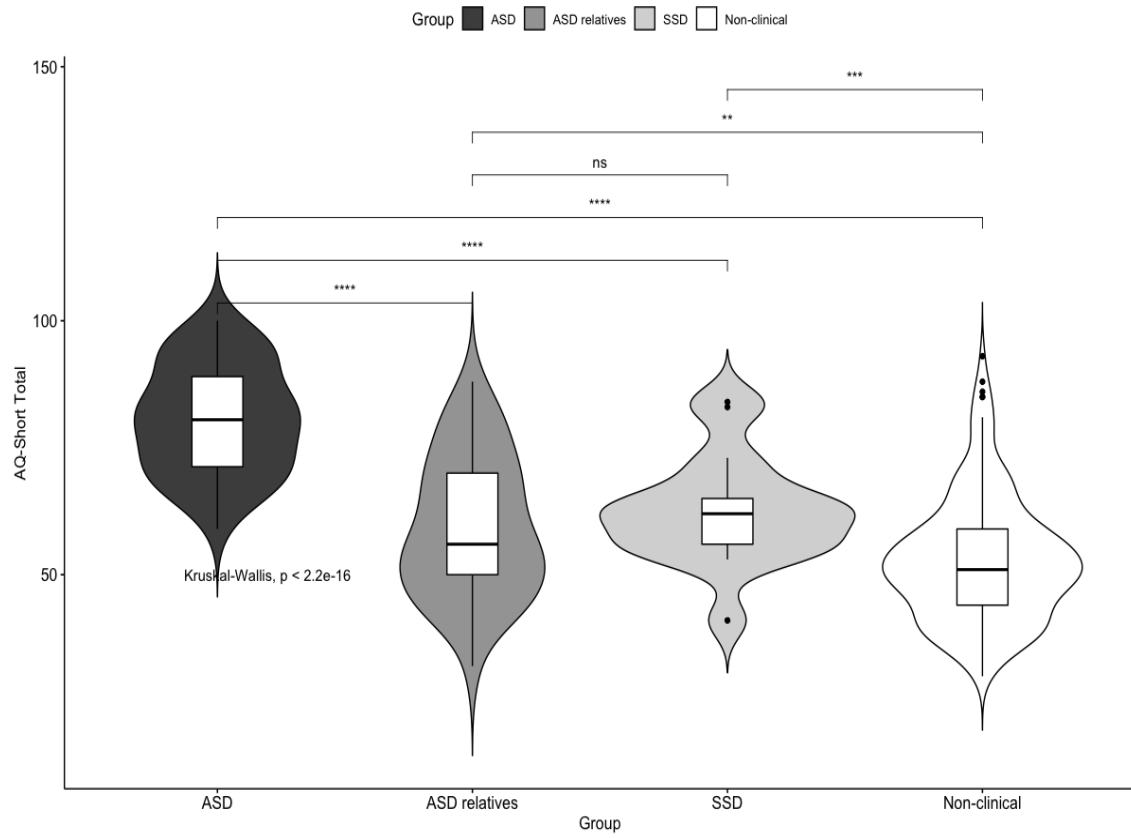 Group ASD ASD relatives SSD Non-clinical
150
***
**
ns
****
****
****
100
AQ-Short Total
50
Kruskal-Wallis, p < 2.2e-16
ASD ASD relatives SSD Non-clinical
Group